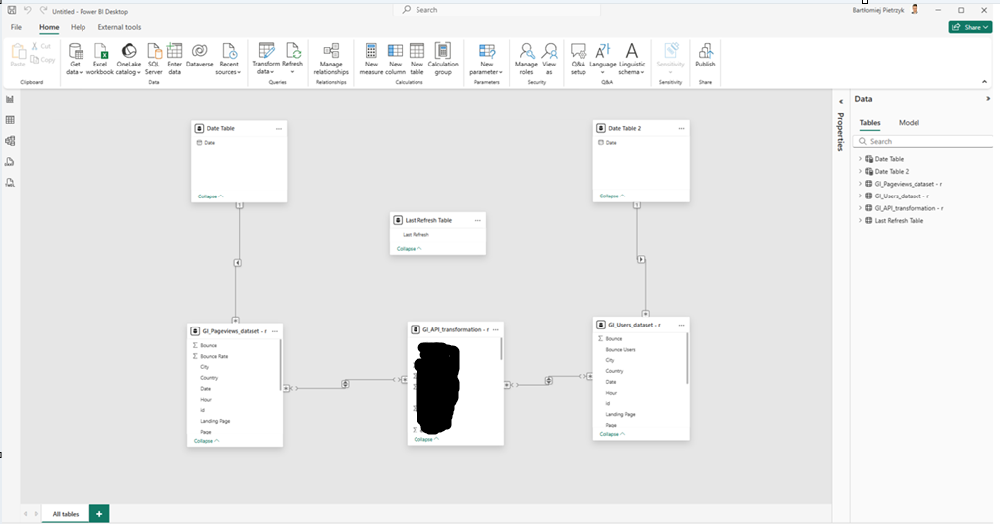 Untitled - Power BI Desktop
Search
Bartłomiej Pietrzyk
File Home Help External tools
Share
Paste
Cut
Copy
Get data
Excel workbook
OneLake catalog
SQL Server
Enter data
Dataverse
Recent sources
Transform data
Refresh
Manage relationships
New measure
New column
New table
Calculation group
New parameter
Manage roles
View as
Q&A setup
Language
Linguistic schema
Sensitivity
Publish
Clipboard
Data
Queries
Relationships
Calculations
Parameters
Security
Q&A
Sensitivity
Share
Date Table
Date
Collapse
Date Table 2
Date
Collapse
Last Refresh Table
Last Refresh
Collapse
GI_Pageviews_dataset - r
Bounce
Bounce Rate
City
Country
Date
Hour
Id
Landing Page
Page
Collapse
GI_API_transformation - r
Collapse
GI_Users_dataset - r
Bounce
Bounce Users
City
Country
Date
Hour
Id
Landing Page
Page
Collapse
Properties
Data
Tables Model
Search
Date Table
Date Table 2
GI_Pageviews_dataset - r
GI_Users_dataset - r
GI_API_transformation - r
Last Refresh Table
All tables